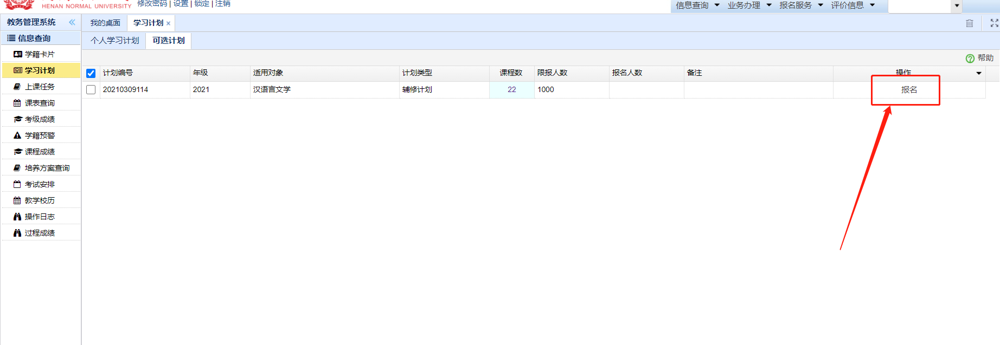 HENAN NORMAL UNIVERSITY
修改密码 | 设置 | 锁定 | 注销
信息查询 业务办理 报名服务 评价信息
教务管理系统
我的桌面 学习计划 ×
信息查询
个人学习计划 可选计划
帮助
学籍卡片
学习计划
上课任务
课表查询
考级成绩
学籍预警
课程成绩
培养方案查询
考试安排
教学校历
操作日志
过程成绩
计划编号 年级 适用对象 计划类型 课程数 限报人数 报名人数 备注 操作
20210309114 2021 汉语言文学 辅修计划 22 1000 报名